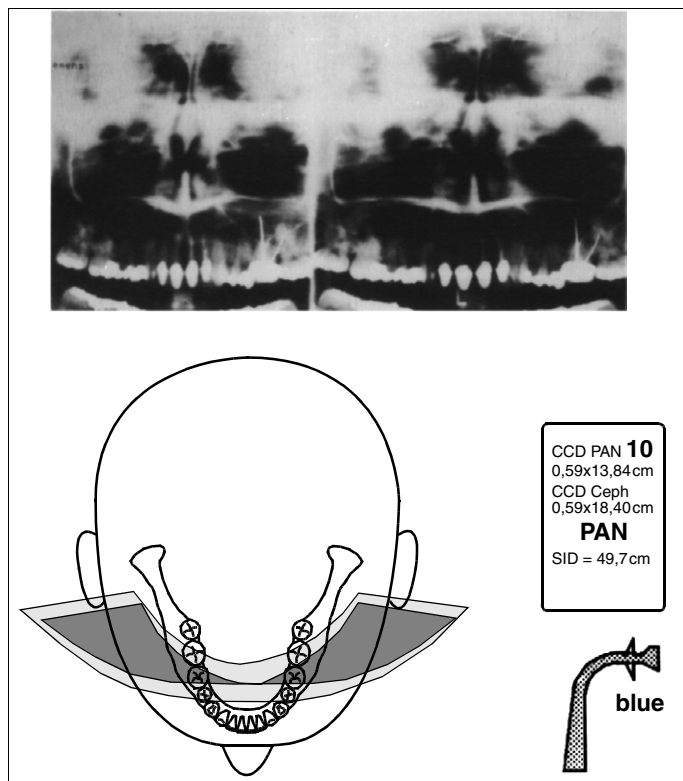 CCD PAN 10
0,59x13,84cm
CCD Ceph
0,59x18,40cm
PAN
SID = 49,7cm
blue